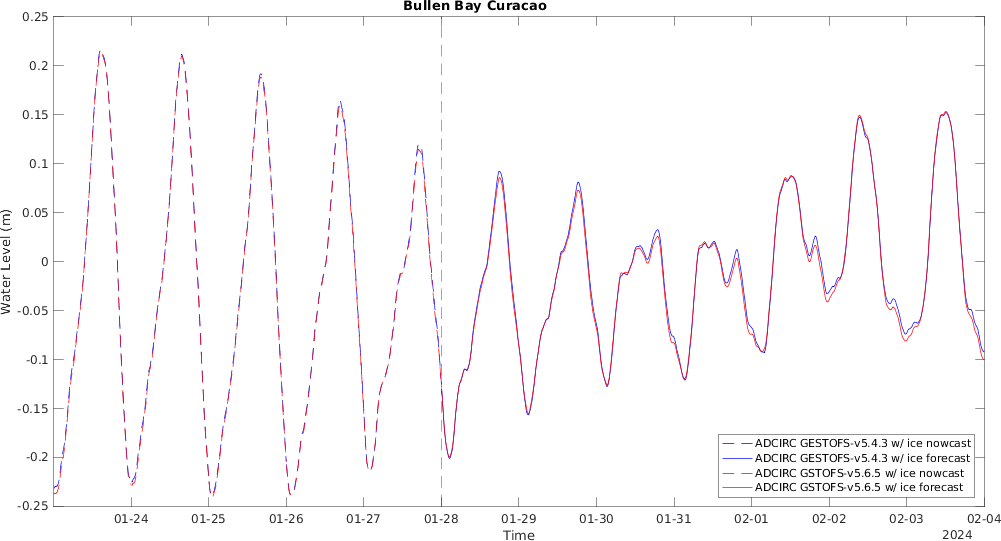 Bullen Bay Curacao
0.25
0.2
0.15
0.1
0.05
0
-0.05
-0.1
-0.15
-0.2
-0.25
Water Level (m)
ADCIRC GESTOFS-v5.4.3 w/ ice nowcast
ADCIRC GESTOFS-v5.4.3 w/ ice forecast
ADCIRC GSTOFS-v5.6.5 w/ ice nowcast
ADCIRC GSTOFS-v5.6.5 w/ ice forecast
01-24 01-25 01-26 01-27 01-28 01-29 01-30 01-31 02-01 02-02 02-03 02-04
Time
2024